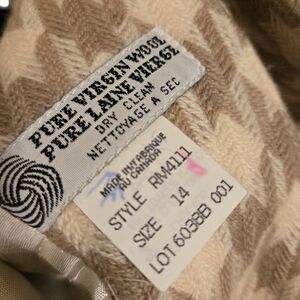 PURE VIRGIN WOOL
PURE LAINE VIERGE
DRY CLEAN
NETTOYAGE A SEC
MADE IN/FABRIQUE
AU CANADA
STYLE RM4111
SIZE 14
LOT 6038B 001